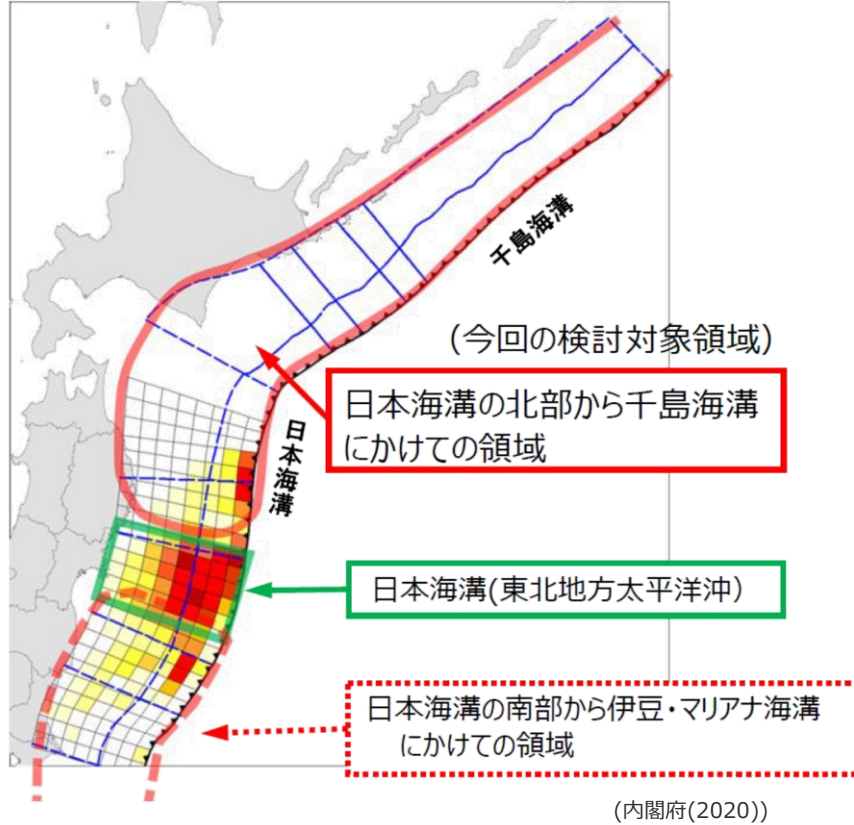 千島海溝
(今回の検討対象領域)
日本海溝の北部から千島海溝
にかけての領域
日本海溝
日本海溝(東北地方太平洋沖)
日本海溝の南部から伊豆・マリアナ海溝
にかけての領域
(内閣府(2020))